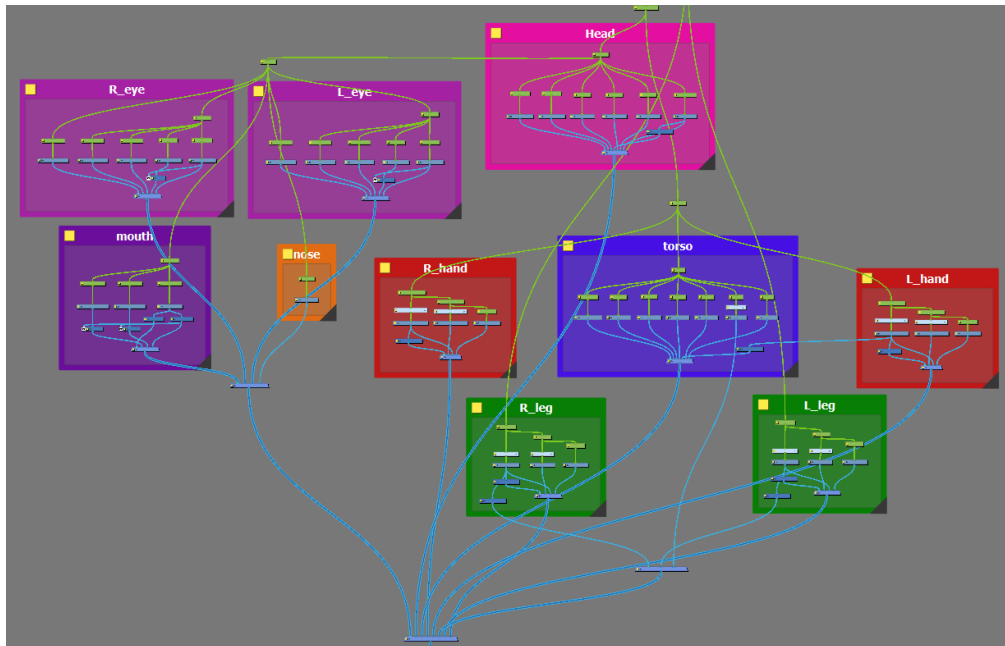 Head
R_eye
L_eye
mouth
nose
R_hand
torso
L_hand
R_leg
L_leg